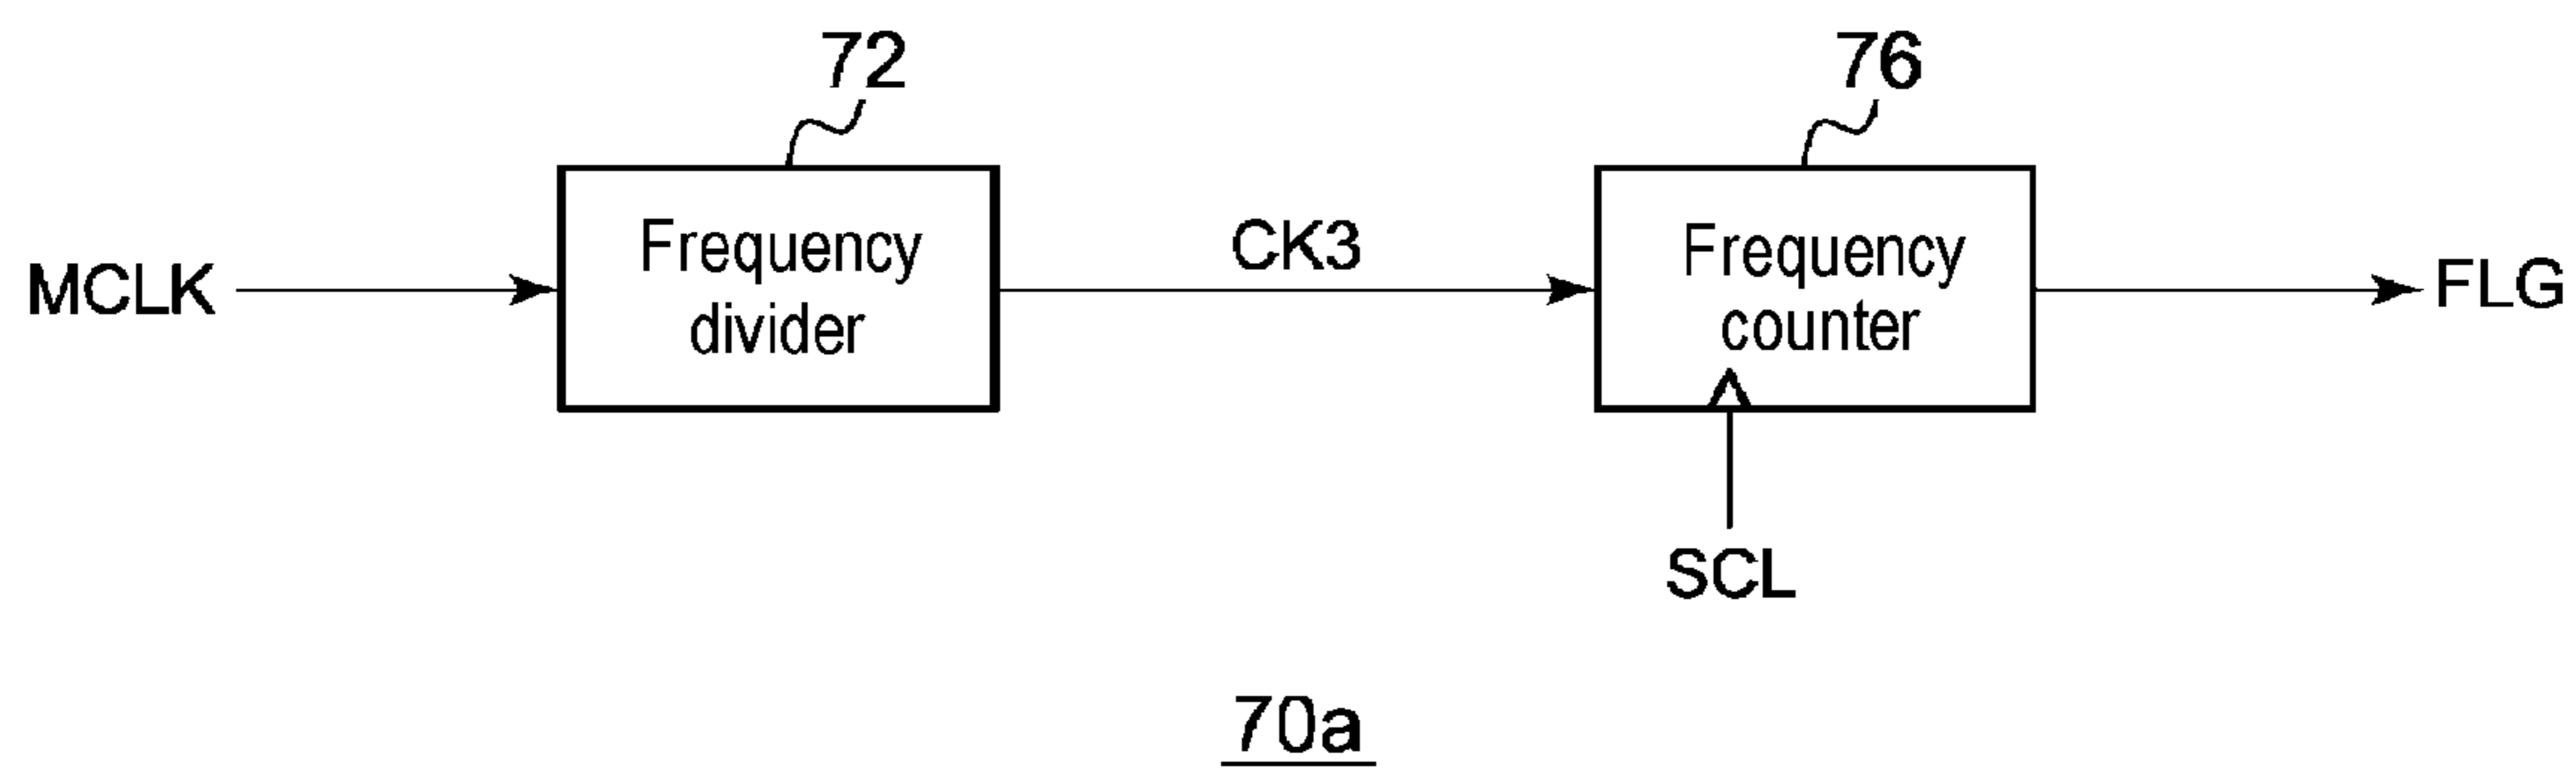 72
76
MCLK
Frequency
divider
CK3
Frequency
counter
FLG
SCL
70a